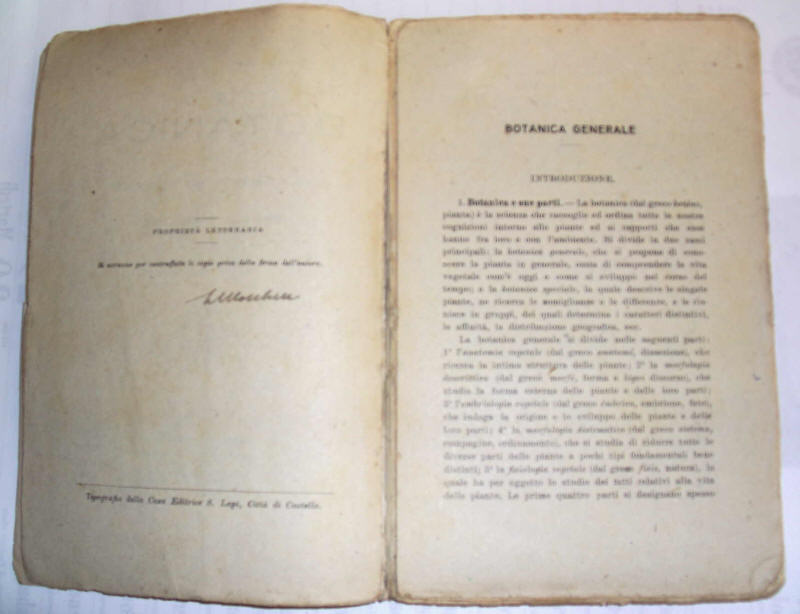 PROPRIETÀ LETTERARIA
Si avranno per contraffatte le copie prive della firma dell'autore.
Tipografia della Casa Editrice S. Lapi, Città di Castello.
BOTANICA GENERALE
INTRODUZIONE.
1. Botanica e sue parti. — La botanica (dal greco botáne,
pianta) è la scienza che raccoglie ed ordina tutte le nostre
cognizioni intorno alle piante ed ai rapporti che esse
hanno fra loro e con l'ambiente. Si divide in due rami
principali: la botanica generale, che si propone di cono-
scere la pianta in generale, ossia di comprendere la vita
vegetale com'è oggi e come si sviluppò nel corso del
tempo; e la botanica speciale, la quale descrive le singole
piante, ne ricerca le somiglianze e le differenze, e le riu-
nisce in gruppi, dei quali determina i caratteri distintivi,
le affinità, la distribuzione geografica, ecc.
La botanica generale si divide nelle seguenti parti:
1° l'anatomia vegetale (dal greco anatomé, dissezione), che
ricerca la intima struttura delle piante; 2° la morfologia
descrittiva (dal greco morfé, forma e logos discorso), che
studia la forma esterna delle piante e delle loro parti;
3° l'embriologia vegetale (dal greco émbrion, embrione, feto),
che indaga la origine e lo sviluppo delle piante e delle
loro parti; 4° la morfologia sistematica (dal greco sistema,
compagine, ordinamento), che si studia di ridurre tutte le
diverse parti delle piante a pochi tipi fondamentali bene
distinti; 5° la fisiologia vegetale (dal greco fisis, natura), la
quale ha per oggetto lo studio dei fatti relativi alla vita
delle piante. Le prime quattro parti si designano spesso